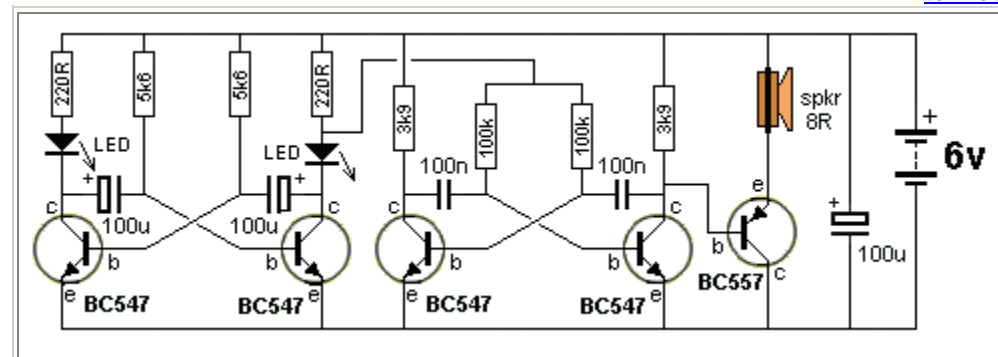 220R
5k6
5k6
220R
3k9
100k
100k
3k9
spkr
8R
LED
LED
+
+
100n
100n
+
6v
100u
100u
+
100u
c
c
c
c
e
b
b
b
b
b
e
e
e
e
c
BC547
BC547
BC547
BC547
BC557